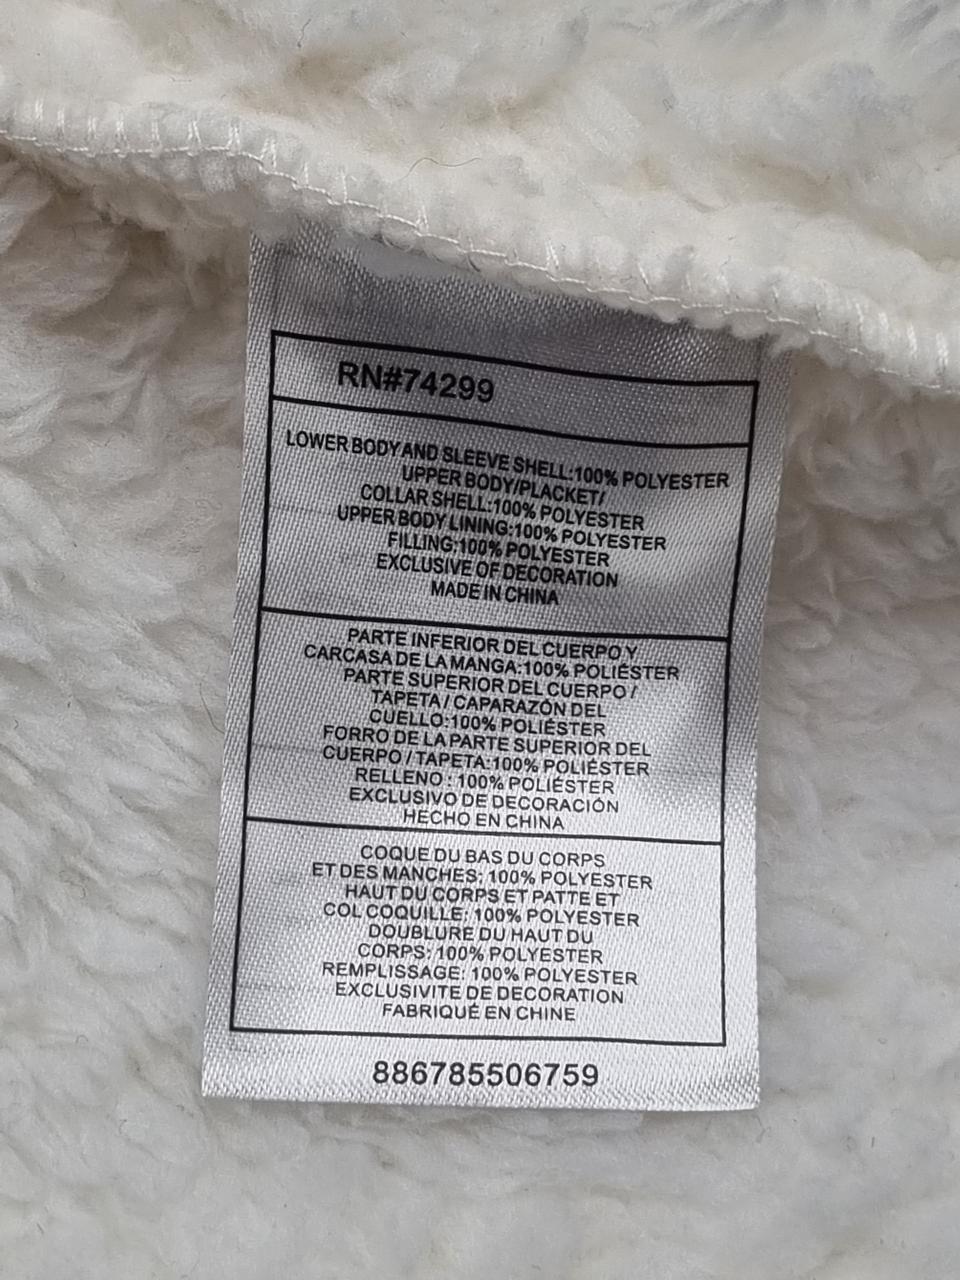 RN#74299
LOWER BODY AND SLEEVE SHELL:100% POLYESTER
UPPER BODY/PLACKET/
COLLAR SHELL:100% POLYESTER
UPPER BODY LINING:100% POLYESTER
FILLING:100% POLYESTER
EXCLUSIVE OF DECORATION
MADE IN CHINA
PARTE INFERIOR DEL CUERPO Y
CARCASA DE LA MANGA:100% POLIÉSTER
PARTE SUPERIOR DEL CUERPO /
TAPETA / CAPARAZÓN DEL
CUELLO:100% POLIÉSTER
FORRO DE LA PARTE SUPERIOR DEL
CUERPO / TAPETA:100% POLIÉSTER
RELLENO : 100% POLIÉSTER
EXCLUSIVO DE DECORACIÓN
HECHO EN CHINA
COQUE DU BAS DU CORPS
ET DES MANCHES: 100% POLYESTER
HAUT DU CORPS ET PATTE ET
COL COQUILLE: 100% POLYESTER
DOUBLURE DU HAUT DU
CORPS: 100% POLYESTER
REMPLISSAGE: 100% POLYESTER
EXCLUSIVITE DE DECORATION
FABRIQUÉ EN CHINE
886785506759